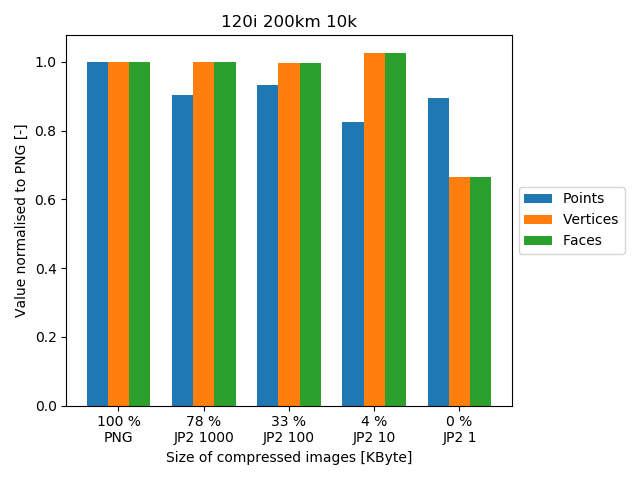 120i 200km 10k
Value normalised to PNG [-]
1.0
0.8
0.6
0.4
0.2
0.0
100 %
PNG
78 %
JP2 1000
33 %
JP2 100
4 %
JP2 10
0 %
JP2 1
Size of compressed images [KByte]
Points
Vertices
Faces